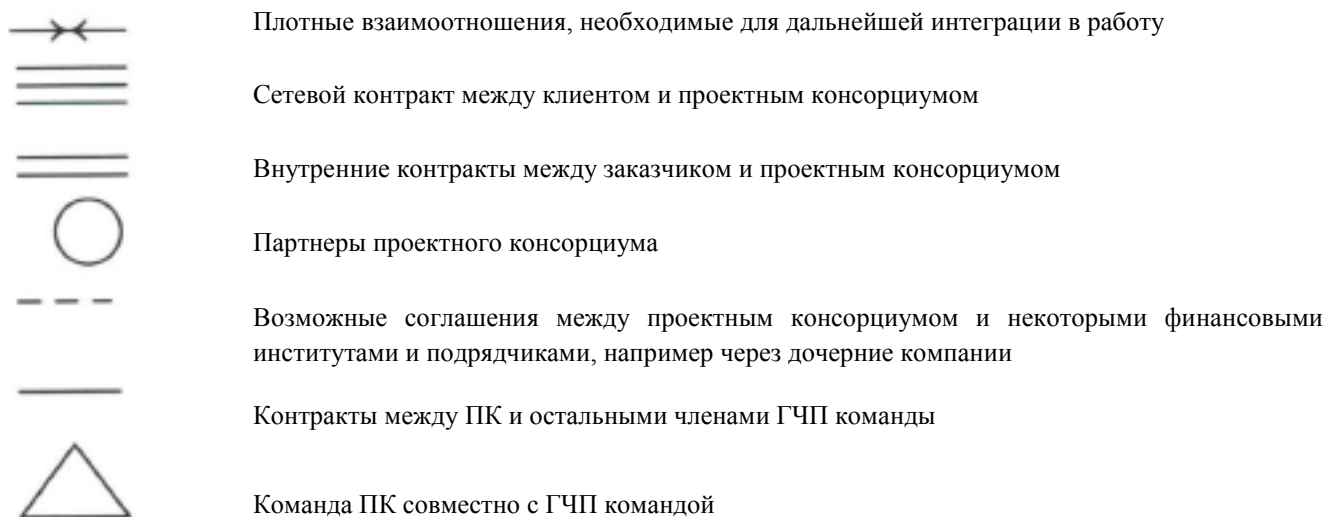 Плотные взаимоотношения, необходимые для дальнейшей интеграции в работу
Сетевой контракт между клиентом и проектным консорциумом
Внутренние контракты между заказчиком и проектным консорциумом
Партнеры проектного консорциума
Возможные соглашения между проектным консорциумом и некоторыми финансовыми
институтами и подрядчиками, например через дочерние компании
Контракты между ПК и остальными членами ГЧП команды
Команда ПК совместно с ГЧП командой